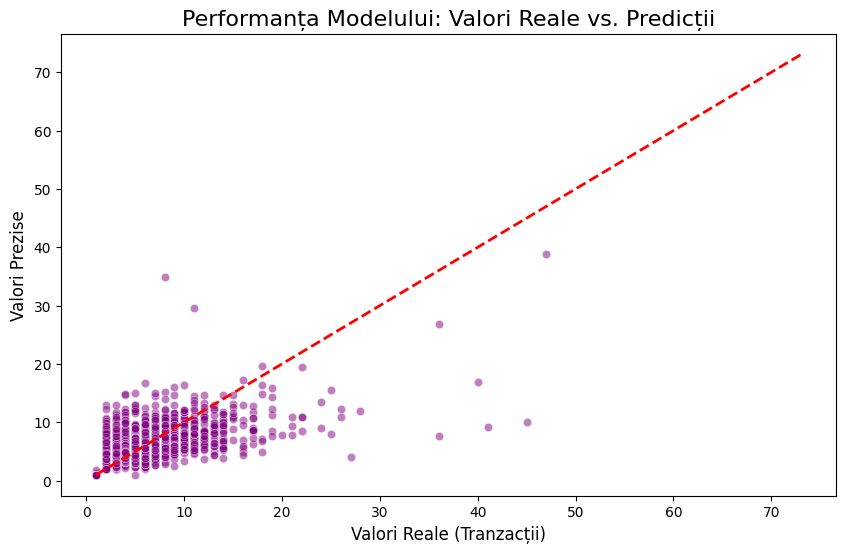 Performanța Modelului: Valori Reale vs. Predicții
Valori Prezise
70
60
50
40
30
20
10
0
0 10 20 30 40 50 60 70
Valori Reale (Tranzacții)